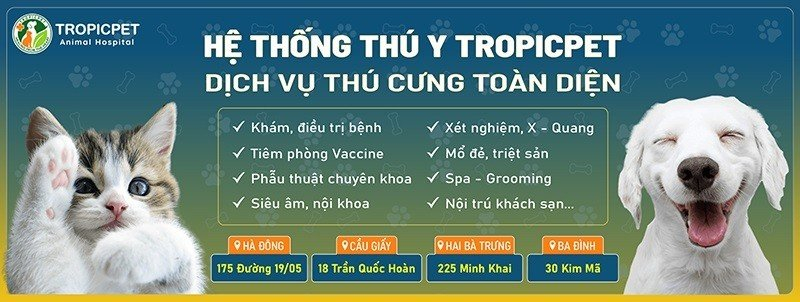 TROPICPET
Animal Hospital
HỆ THỐNG THÚ Y TROPICPET
DỊCH VỤ THÚ CƯNG TOÀN DIỆN
✓ Khám, điều trị bệnh
✓ Tiêm phòng Vaccine
✓ Phẫu thuật chuyên khoa
✓ Siêu âm, nội khoa
✓ Xét nghiệm, X - Quang
✓ Mổ đẻ, triệt sản
✓ Spa - Grooming
✓ Nội trú khách sạn...
HÀ ĐÔNG
175 Đường 19/05
CẦU GIẤY
18 Trần Quốc Hoàn
HAI BÀ TRƯNG
225 Minh Khai
BA ĐÌNH
30 Kim Mã